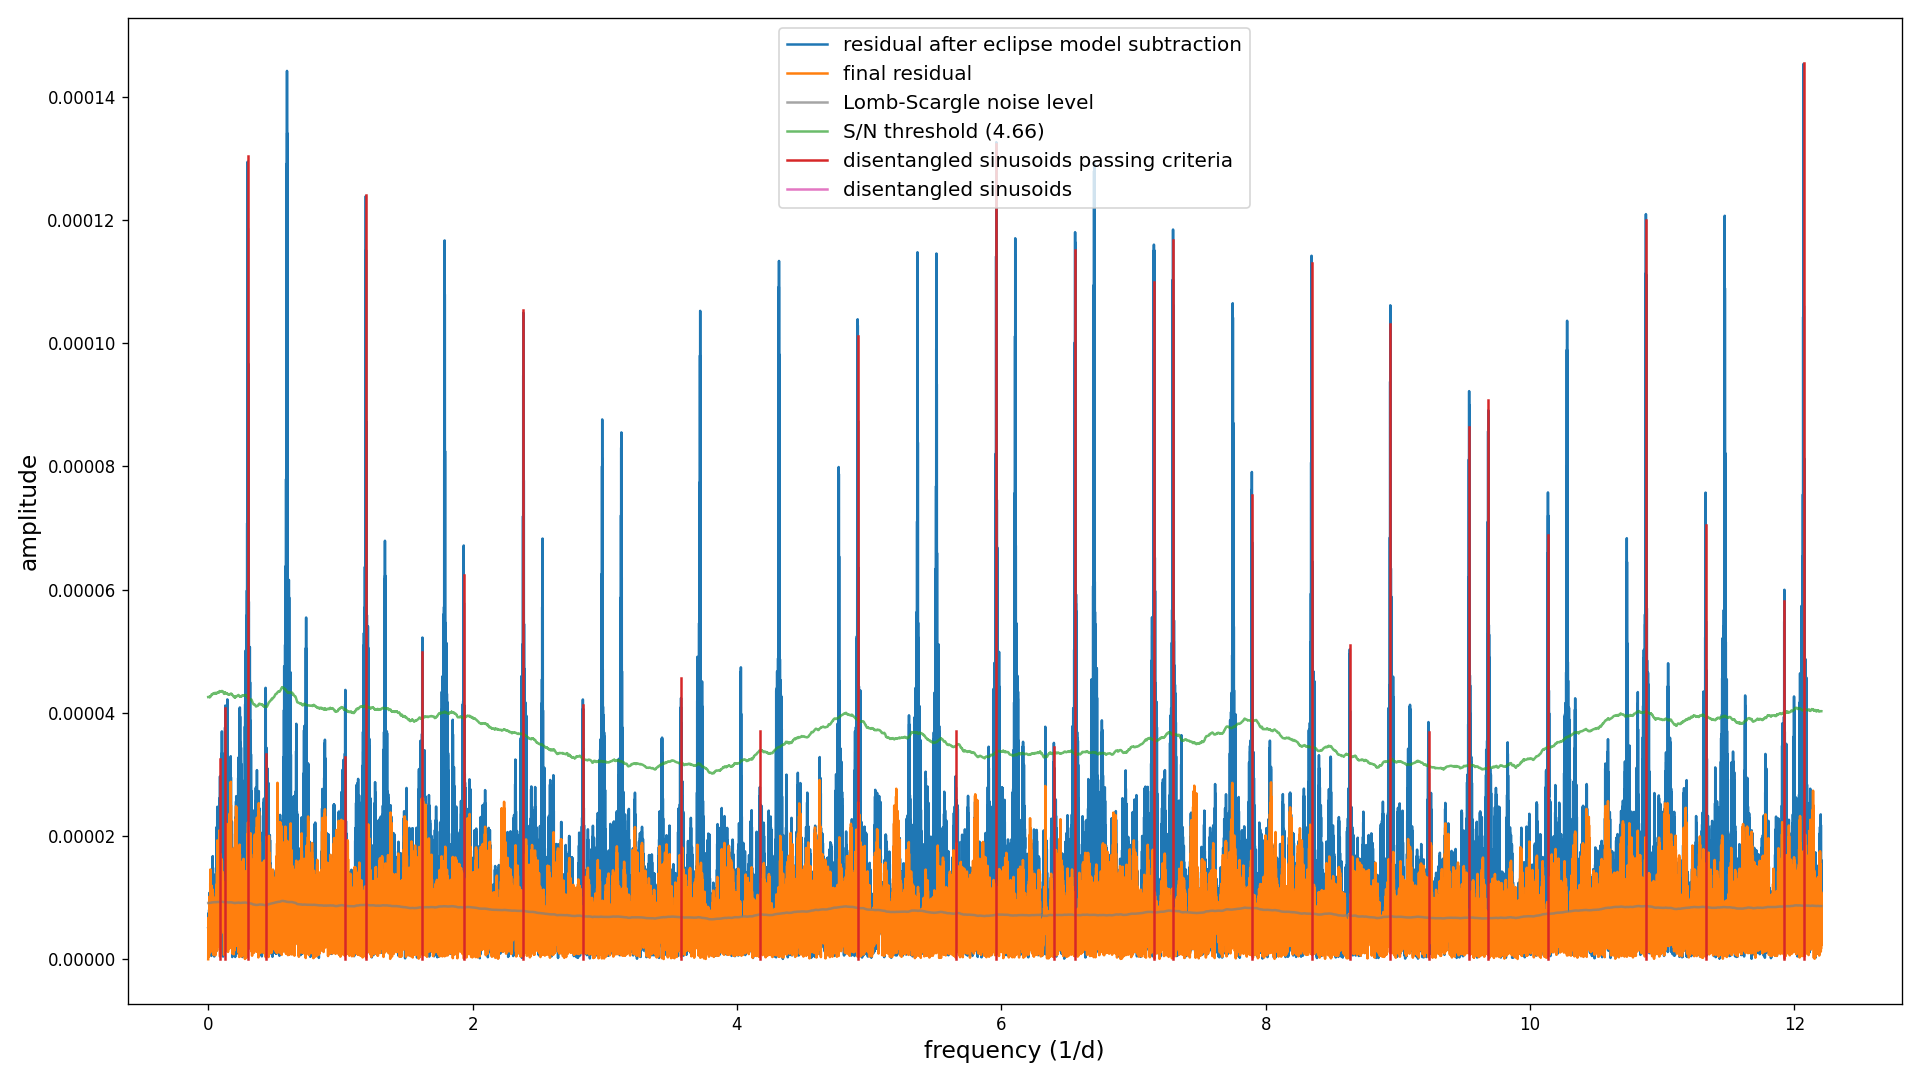 residual after eclipse model subtraction
final residual
Lomb-Scargle noise level
S/N threshold (4.66)
disentangled sinusoids passing criteria
disentangled sinusoids
amplitude
0.00014
0.00012
0.00010
0.00008
0.00006
0.00004
0.00002
0.00000
0 2 4 6 8 10 12
frequency (1/d)